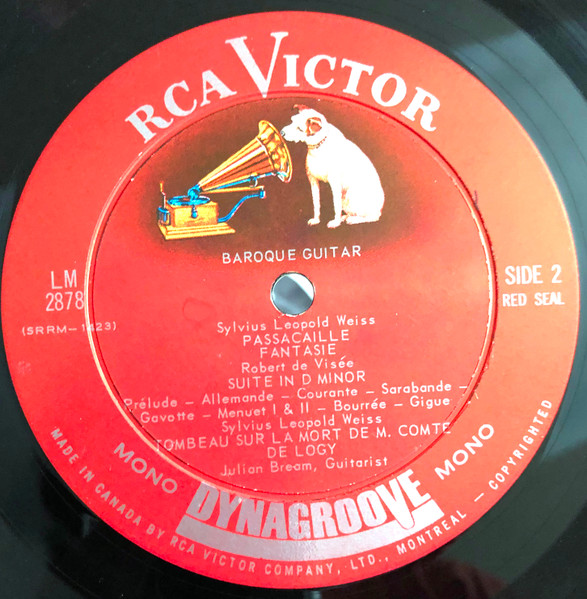 RCA VICTOR
BAROQUE GUITAR
LM
2878
(SRRM-1423)
SIDE 2
RED SEAL
Sylvius Leopold Weiss
PASSACAILLE
FANTASIE
Robert de Visée
SUITE IN D MINOR
Prélude – Allemande – Courante – Sarabande –
Gavotte – Menuet I & II – Bourrée – Gigue
Sylvius Leopold Weiss
TOMBEAU SUR LA MORT DE M. COMTE
DE LOGY
Julian Bream, Guitarist
MONO DYNAGROOVE MONO
MADE IN CANADA BY RCA VICTOR COMPANY, LTD., MONTREAL – COPYRIGHTED